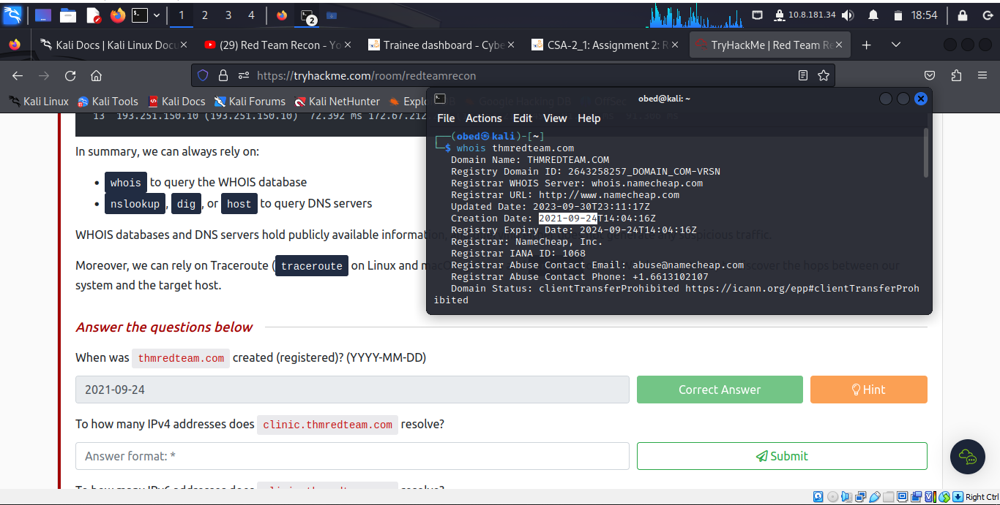 1 2 3 4 2 10.8.181.34 18:54
Kali Docs | Kali Linux Docu (29) Red Team Recon - Yo Trainee dashboard - Cybe CSA-2_1: Assignment 2: R TryHackMe | Red Team Re
https://tryhackme.com/room/redteamrecon
Kali Linux Kali Tools Kali Docs Kali Forums Kali NetHunter Explo
13 193.251.150.10 (193.251.150.10) 72.392 ms 172.67.212
In summary, we can always rely on:
whois to query the WHOIS database
nslookup, dig, or host to query DNS servers
WHOIS databases and DNS servers hold publicly available information, generate any suspicious traffic.
Moreover, we can rely on Traceroute (traceroute on Linux and macO discover the hops between our
system and the target host.
obed@kali: ~
File Actions Edit View Help
(obed㉿kali)-[~]
$ whois thmredteam.com
Domain Name: THMREDTEAM.COM
Registry Domain ID: 2643258257_DOMAIN_COM-VRSN
Registrar WHOIS Server: whois.namecheap.com
Registrar URL: http://www.namecheap.com
Updated Date: 2023-09-30T23:11:17Z
Creation Date: 2021-09-24T14:04:16Z
Registry Expiry Date: 2024-09-24T14:04:16Z
Registrar: NameCheap, Inc.
Registrar IANA ID: 1068
Registrar Abuse Contact Email: abuse@namecheap.com
Registrar Abuse Contact Phone: +1.6613102107
Domain Status: clientTransferProhibited https://icann.org/epp#clientTransferProh
ibited
Answer the questions below
When was thmredteam.com created (registered)? (YYYY-MM-DD)
2021-09-24 Correct Answer Hint
To how many IPv4 addresses does clinic.thmredteam.com resolve?
Answer format: * Submit
To how many IPv6 addresses does clinic.thmredteam.com resolve?
Right Ctrl